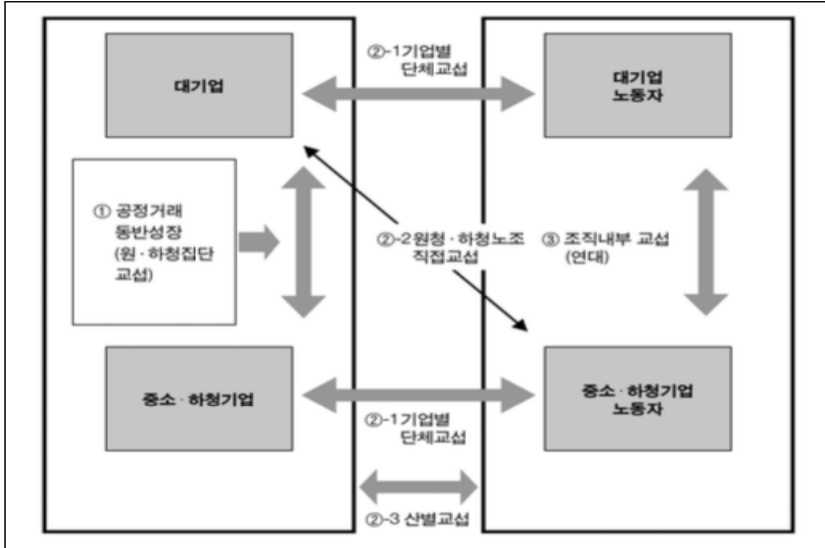 ②-1기업별
단체교섭
대기업
대기업
노동자
① 공정거래
동반성장
(원 · 하청집단
교섭)
②-2원청 · 하청노조
직접교섭
③ 조직내부 교섭
(연대)
중소 · 하청기업
중소 · 하청기업
노동자
②-1기업별
단체교섭
②-3 산별교섭